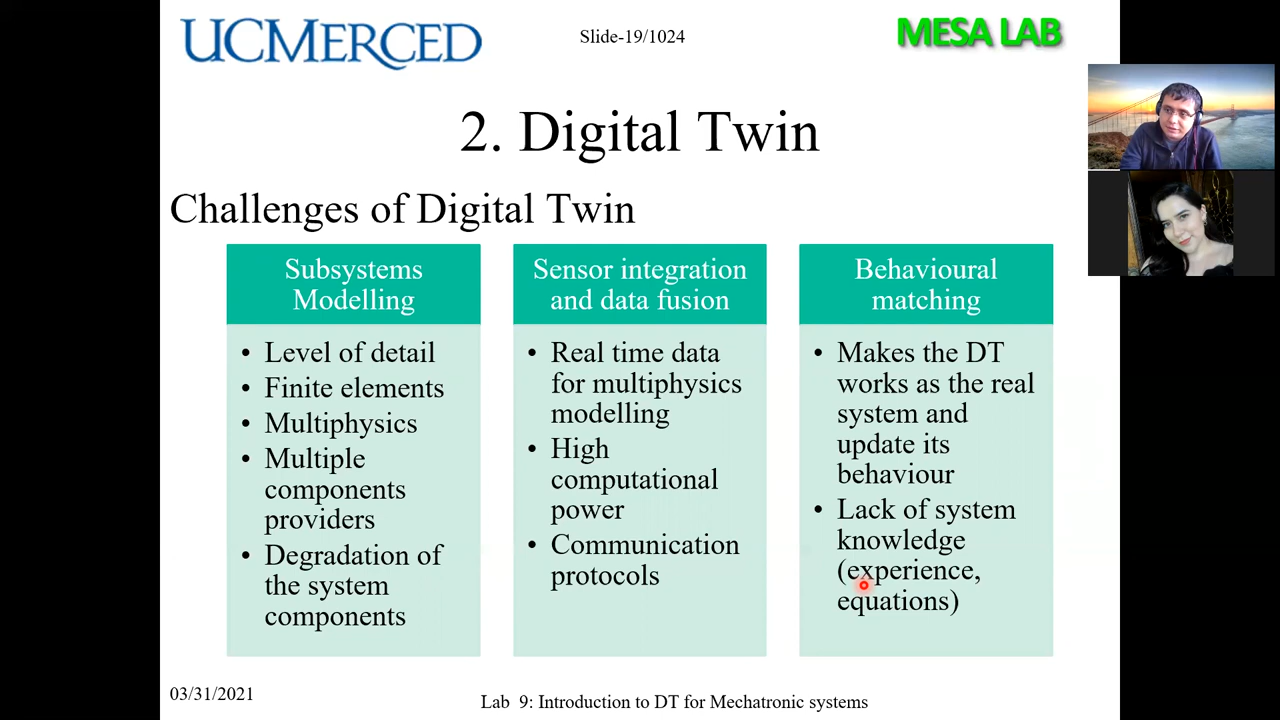 UCMERCED
Slide-19/1024
MESA LAB
2. Digital Twin
Challenges of Digital Twin
Subsystems
Modelling
• Level of detail
• Finite elements
• Multiphysics
• Multiple
components
providers
• Degradation of
the system
components
Sensor integration
and data fusion
• Real time data
for multiphysics
modelling
• High
computational
power
• Communication
protocols
Behavioural
matching
• Makes the DT
works as the real
system and
update its
behaviour
• Lack of system
knowledge
(experience,
equations)
03/31/2021
Lab 9: Introduction to DT for Mechatronic systems